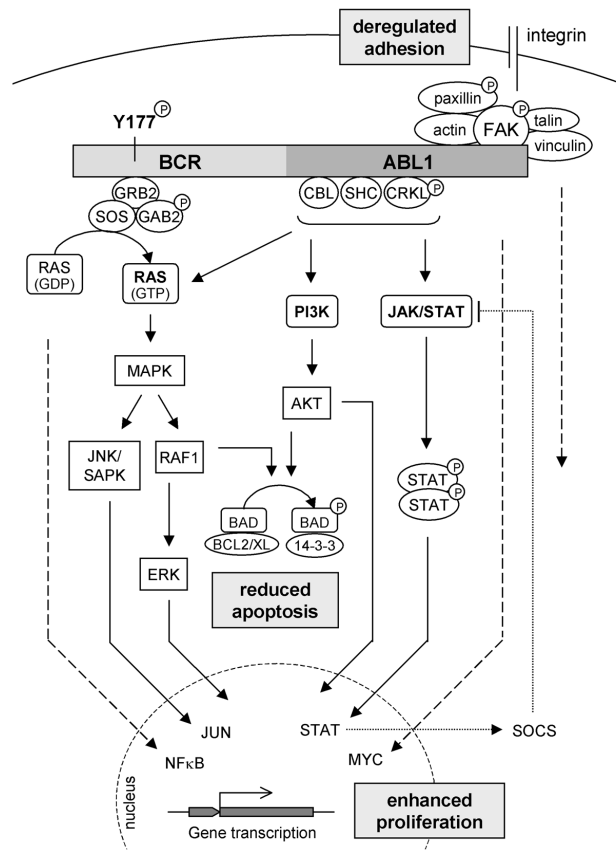 deregulated
adhesion
integrin
paxillin
P
actin
FAK
P
talin
vinculin
Y177
P
BCR
ABL1
GRB2
SOS
GAB2
P
CBL
SHC
CRKL
P
RAS
(GDP)
RAS
(GTP)
PI3K
JAK/STAT
MAPK
AKT
JNK/
SAPK
RAF1
STAT
P
STAT
P
BAD
BCL2/XL
BAD
P
14-3-3
ERK
reduced
apoptosis
JUN
STAT
SOCS
NFκB
MYC
nucleus
Gene transcription
enhanced
proliferation